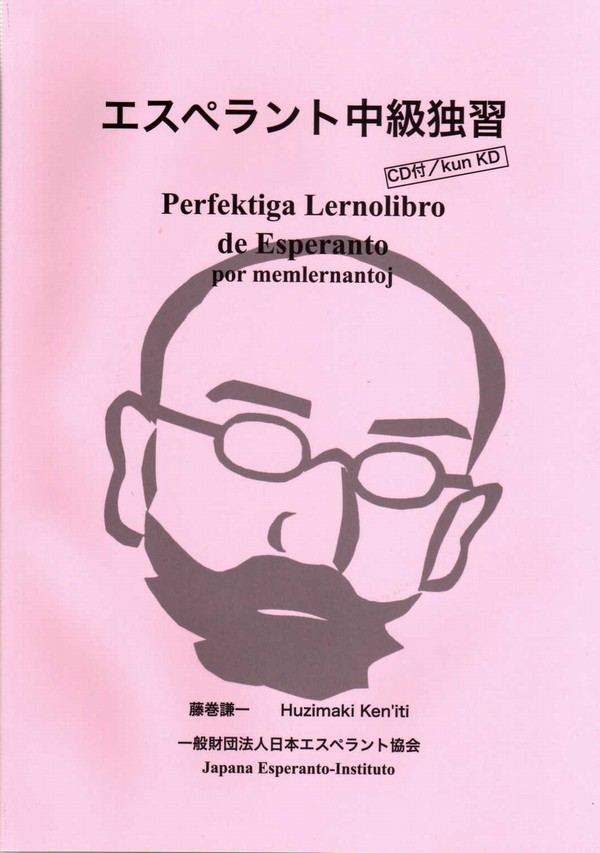 エスペラント中級独習
CD付/kun KD
Perfektiga Lernolibro
de Esperanto
por memlernantoj
藤巻謙一 Huzimaki Ken'iti
一般財団法人日本エスペラント協会
Japana Esperanto-Instituto